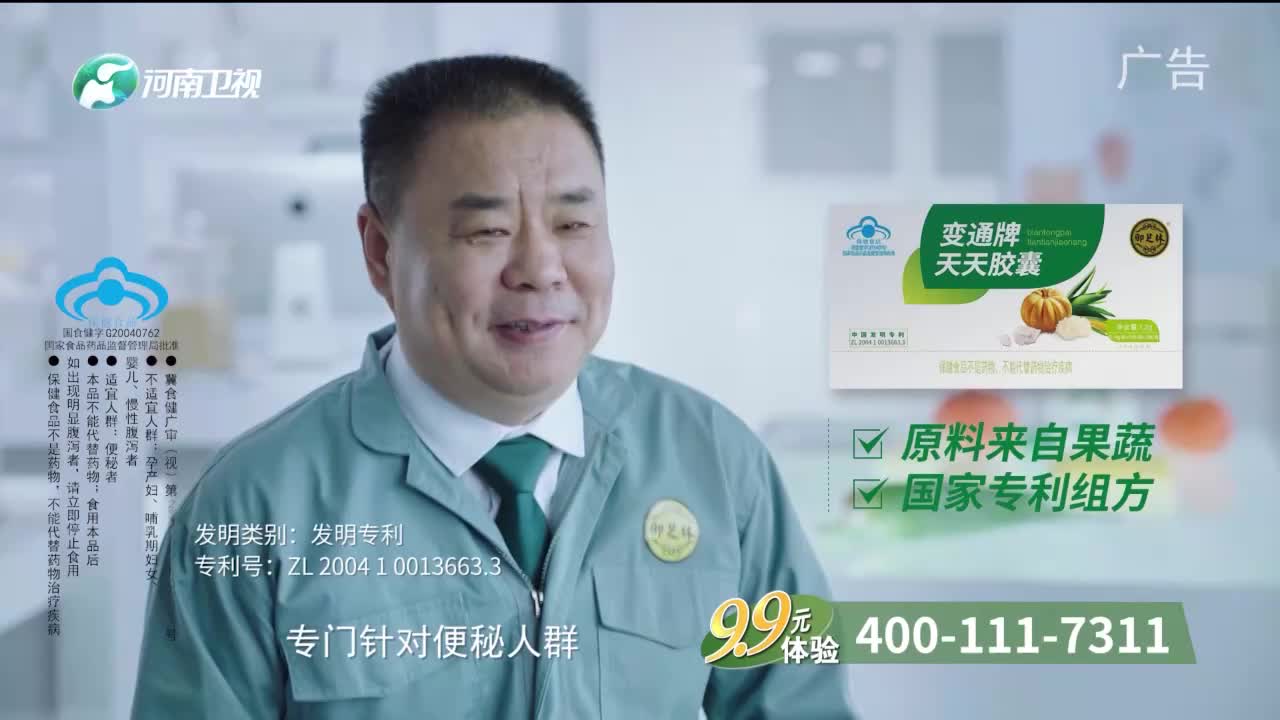 河南卫视
广告
变通牌
天天胶囊
biantongpai
tiantianjiaonang
御芝林
保健食品
中国发明专利
ZL 2004 1 0013663.3
保健食品不是药物，不能代替药物治疗疾病
国食健字G20040762
国家食品药品监督管理局批准
●冀食健广审（视）第
号
●不适宜人群：孕产妇、哺乳期妇女、
婴儿、慢性腹泻者
●适宜人群：便秘者
●本品不能代替药物；食用本品后
如出现明显腹泻者，请立即停止食用
●保健食品不是药物，不能代替药物治疗疾病
原料来自果蔬
国家专利组方
发明类别：发明专利
专利号：ZL 2004 1 0013663.3
御芝林
专门针对便秘人群
9.9元
体验
400-111-7311